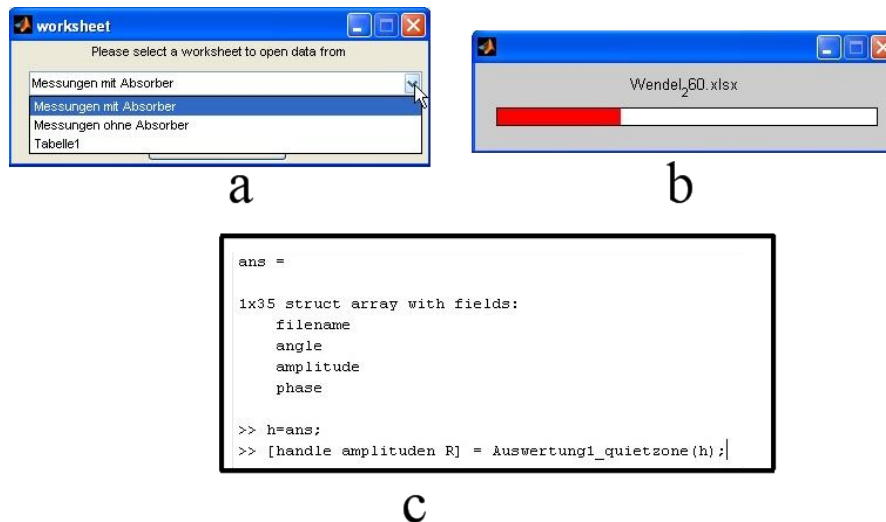 worksheet
Please select a worksheet to open data from
Messungen mit Absorber
Messungen mit Absorber
Messungen ohne Absorber
Tabelle1
a
Wendel₂60.xlsx
b
ans =
1x35 struct array with fields:
filename
angle
amplitude
phase
>> h=ans;
>> [handle amplituden R] = Auswertung1_quietzone(h);
c